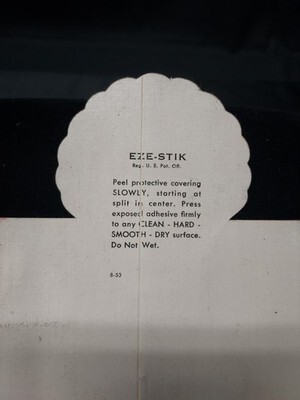 EZE-STIK
Reg. U. S. Pat. Off.
Peel protective covering
SLOWLY, starting at
split in center. Press
exposed adhesive firmly
to any CLEAN - HARD -
SMOOTH - DRY surface.
Do Not Wet.
8-53